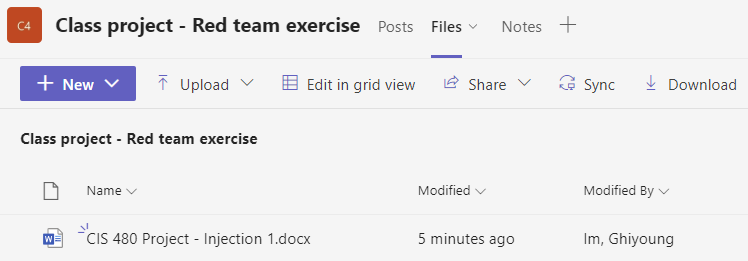 C4 Class project - Red team exercise Posts Files Notes
New Upload Edit in grid view Share Sync Download
Class project - Red team exercise
Name Modified Modified By
CIS 480 Project - Injection 1.docx 5 minutes ago Im, Ghiyoung